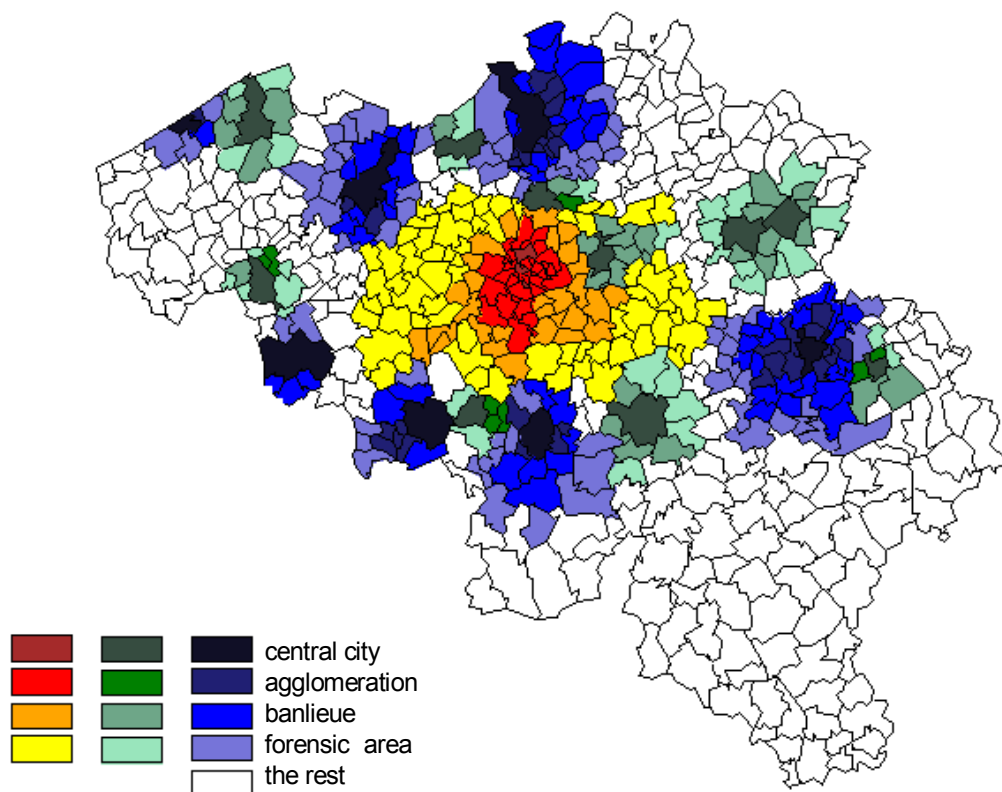 central city
agglomeration
banlieue
forensic area
the rest